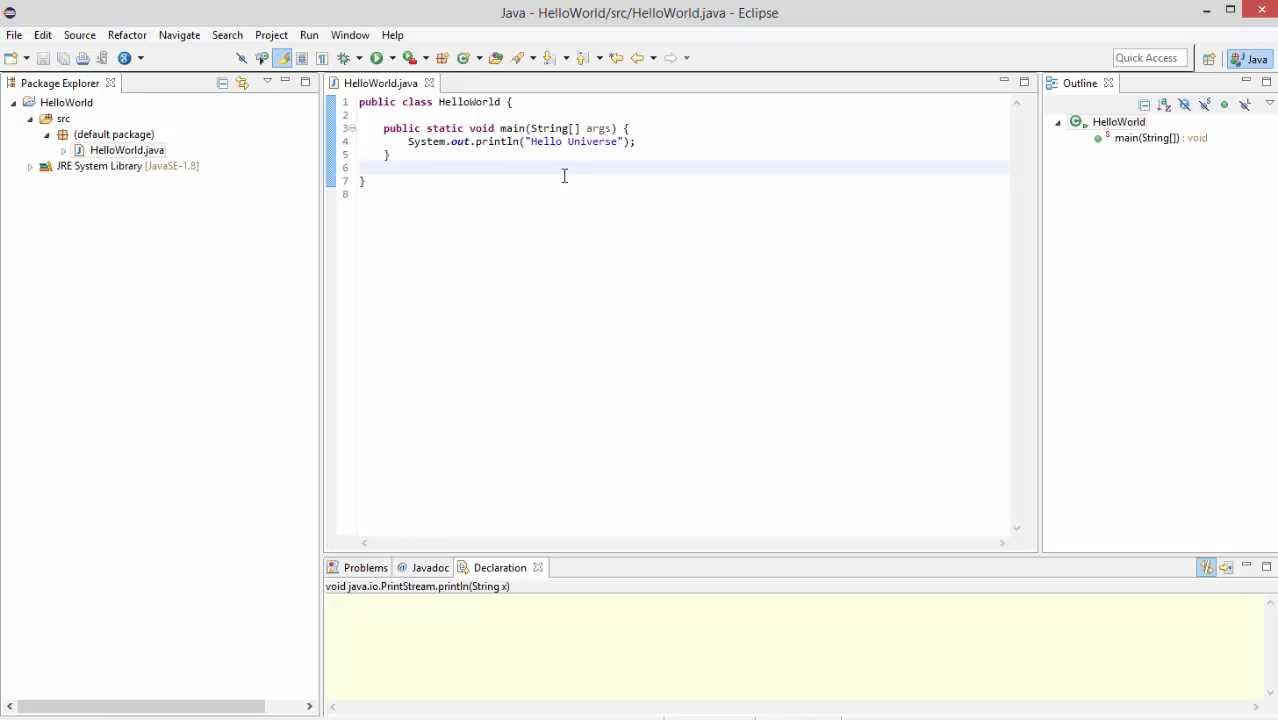 Java - HelloWorld/src/HelloWorld.java - Eclipse
File Edit Source Refactor Navigate Search Project Run Window Help
Quick Access Java
Package Explorer
HelloWorld
src
(default package)
HelloWorld.java
JRE System Library [JavaSE-1.8]
HelloWorld.java
1 public class HelloWorld {
2
3 public static void main(String[] args) {
4 System.out.println("Hello Universe");
5 }
6
7 }
8
Outline
HelloWorld
main(String[]) : void
Problems @ Javadoc Declaration
void java.io.PrintStream.println(String x)